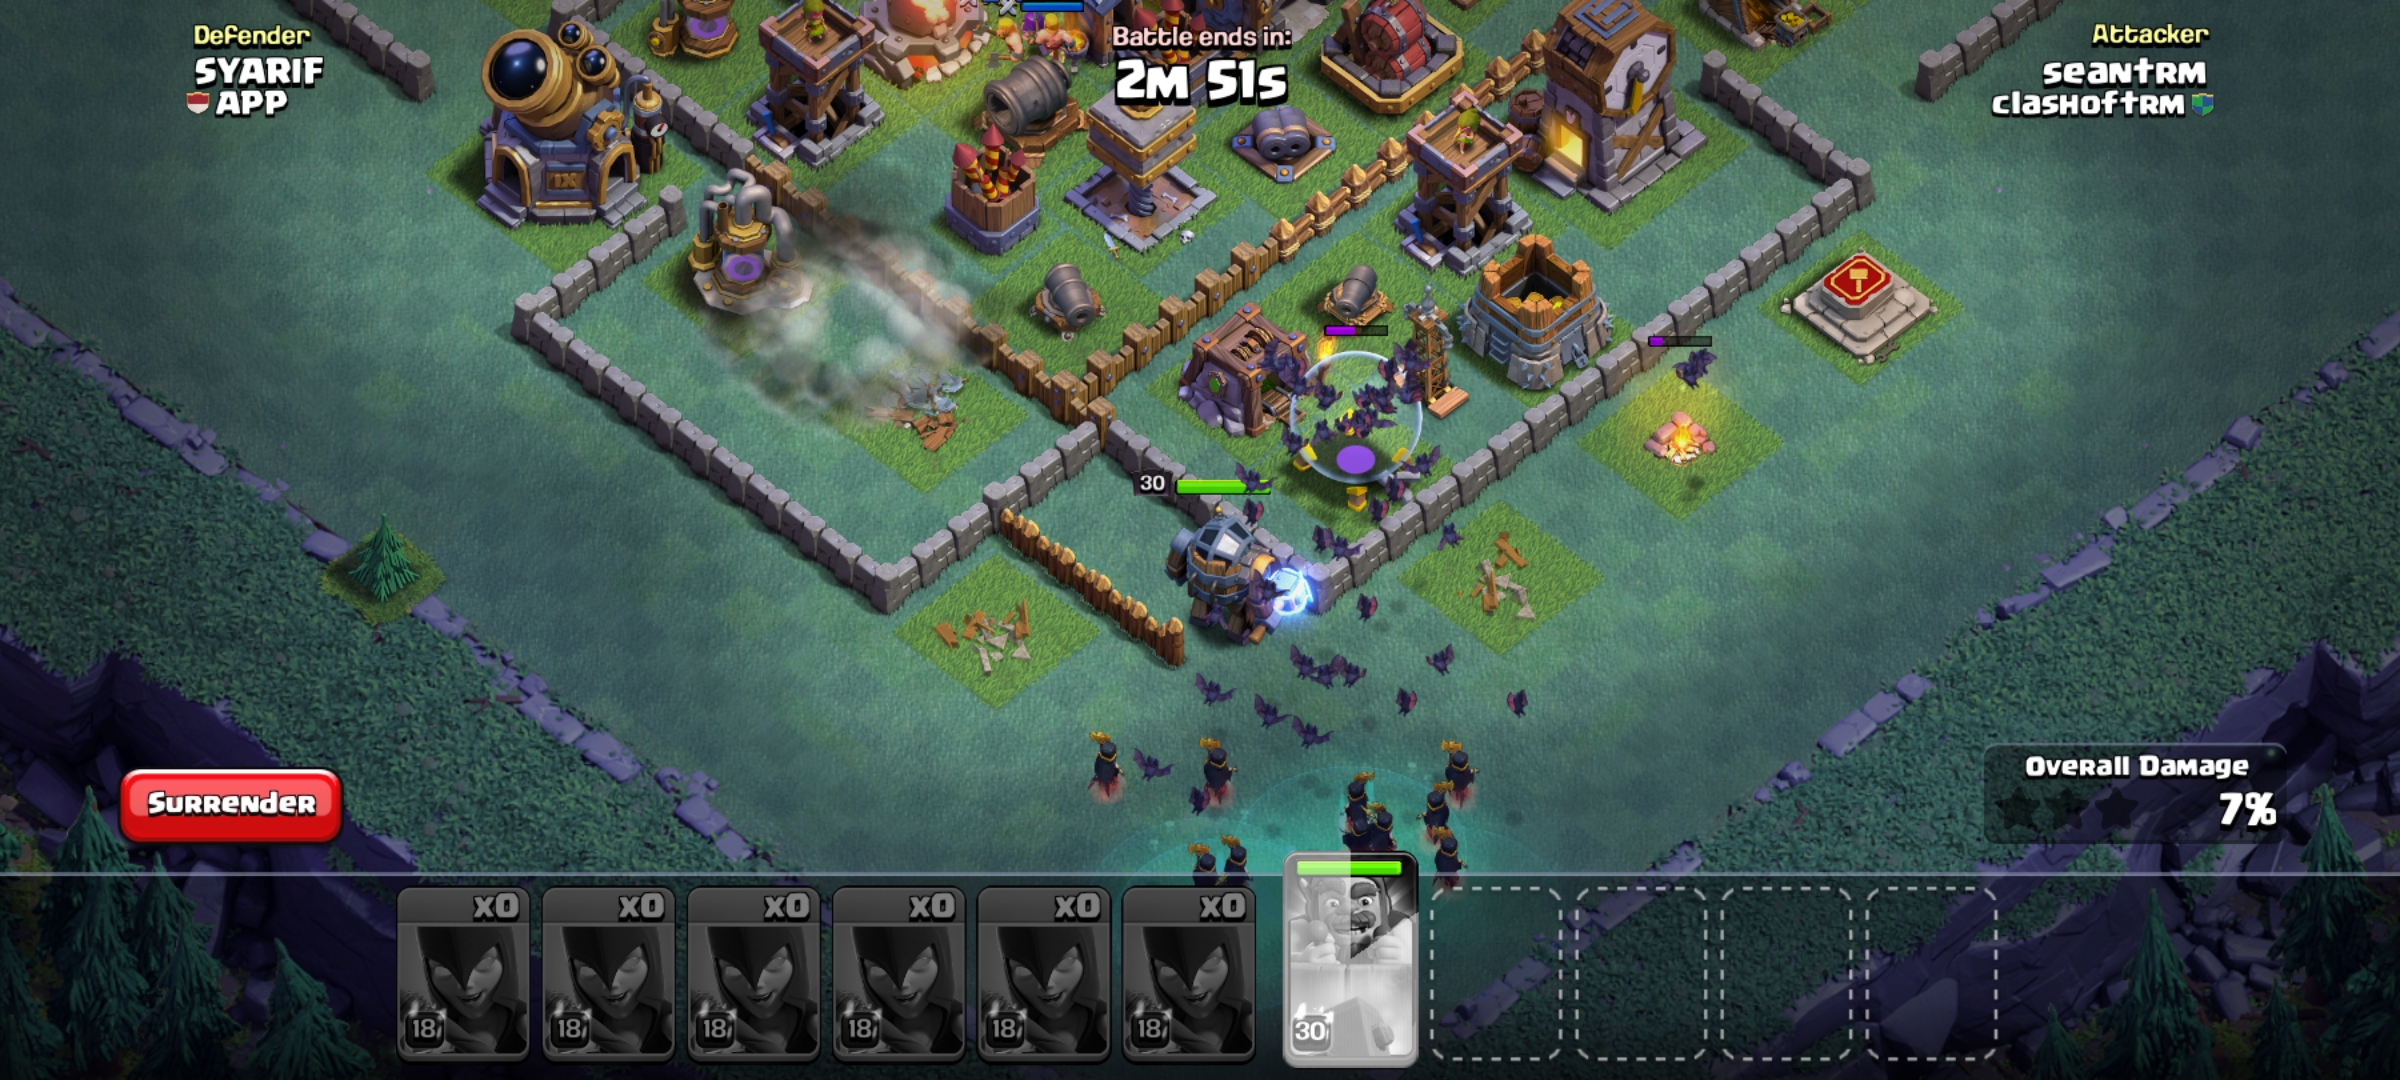 Defender
SYARIF
APP
Battle ends in:
2M 51s
Attacker
seantrm
clashoftrm
IX
30
Surrender
Overall Damage
7%
x0
x0
x0
x0
x0
x0
18
18
18
18
18
18
30